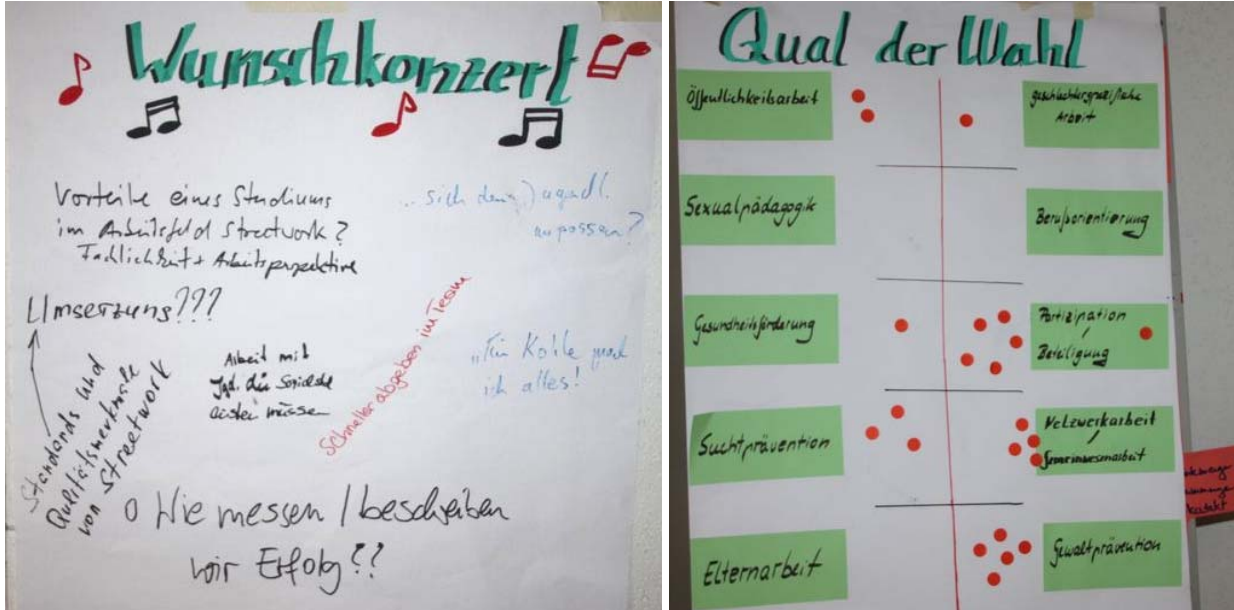 Wunschkonzert
Vorteile eines Studiums
im Arbeitsfeld Streetwork?
Fachlichkeit + Arbeitsperspektive
Umsetzung???
Standards und
Qualitätsmerkmale
von Streetwork
Arbeit mit
Jgd. die Sozialstd.
leisten müssen
Schneller abgeben im Team
... sich den Jugendl.
anpassen?
"Für Kohle mach
ich alles!
o Wie messen / beschreiben
wir Erfolg??
Qual der Wahl
Öffentlichkeitsarbeit
geschlechterspezifische
Arbeit
Sexualpädagogik
Berufsorientierung
Gesundheitsförderung
Partizipation
/
Beteiligung
Suchtprävention
Netzwerkarbeit
/
Gemeinwesenarbeit
Elternarbeit
Gewaltprävention